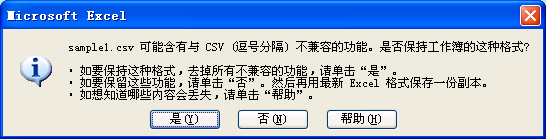 Microsoft Excel
sample1.csv 可能含有与 CSV (逗号分隔) 不兼容的功能。是否保持工作簿的这种格式?
· 如要保持这种格式，去掉所有不兼容的功能，请单击“是”。
· 如要保留这些功能，请单击“否”。然后再用最新 Excel 格式保存一份副本。
· 如想知道哪些内容会丢失，请单击“帮助”。
是(Y)
否(N)
帮助(H)